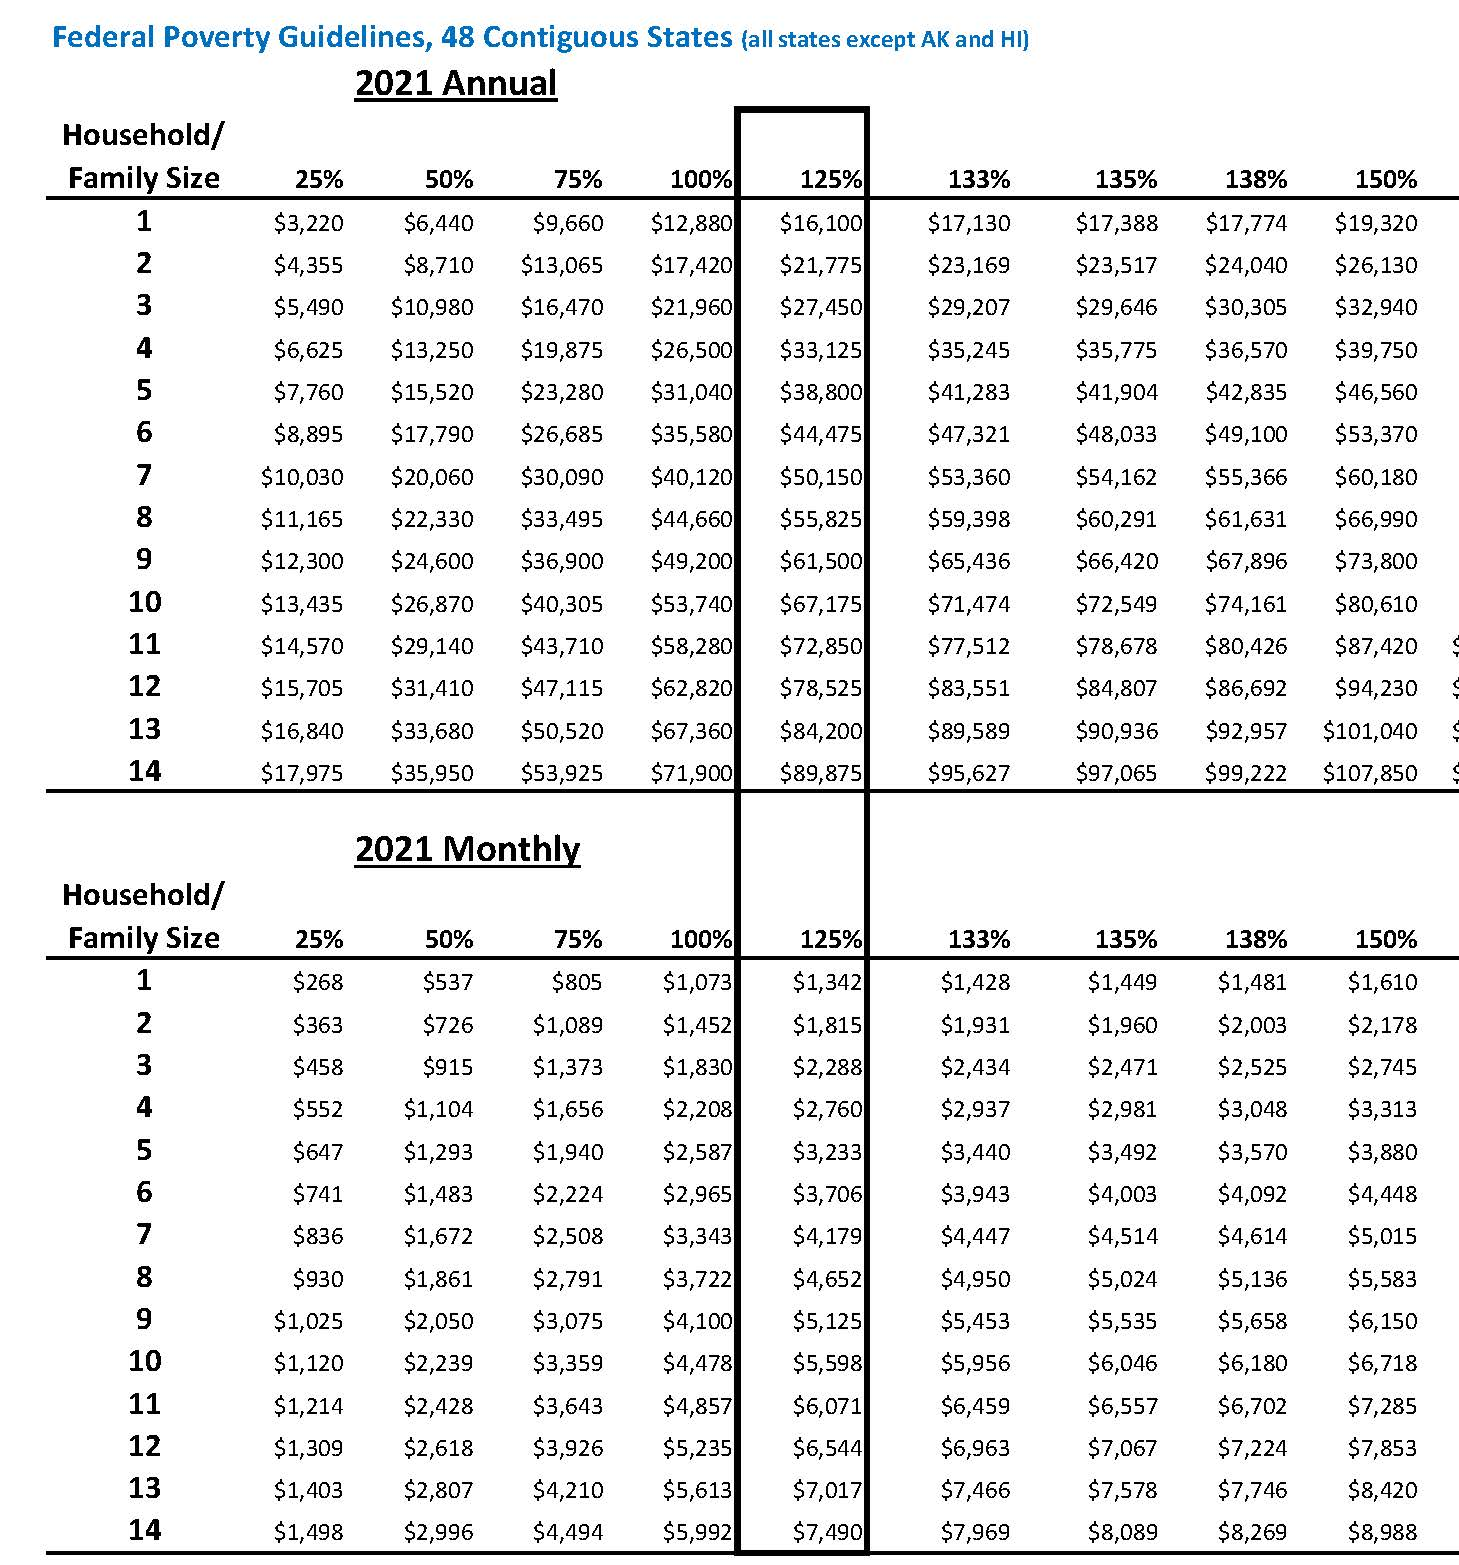 Federal Poverty Guidelines, 48 Contiguous States (all states except AK and HI)
2021 Annual
Household/
Family Size 25% 50% 75% 100% 125% 133% 135% 138% 150%
1 $3,220 $6,440 $9,660 $12,880 $16,100 $17,130 $17,388 $17,774 $19,320
2 $4,355 $8,710 $13,065 $17,420 $21,775 $23,169 $23,517 $24,040 $26,130
3 $5,490 $10,980 $16,470 $21,960 $27,450 $29,207 $29,646 $30,305 $32,940
4 $6,625 $13,250 $19,875 $26,500 $33,125 $35,245 $35,775 $36,570 $39,750
5 $7,760 $15,520 $23,280 $31,040 $38,800 $41,283 $41,904 $42,835 $46,560
6 $8,895 $17,790 $26,685 $35,580 $44,475 $47,321 $48,033 $49,100 $53,370
7 $10,030 $20,060 $30,090 $40,120 $50,150 $53,360 $54,162 $55,366 $60,180
8 $11,165 $22,330 $33,495 $44,660 $55,825 $59,398 $60,291 $61,631 $66,990
9 $12,300 $24,600 $36,900 $49,200 $61,500 $65,436 $66,420 $67,896 $73,800
10 $13,435 $26,870 $40,305 $53,740 $67,175 $71,474 $72,549 $74,161 $80,610
11 $14,570 $29,140 $43,710 $58,280 $72,850 $77,512 $78,678 $80,426 $87,420
12 $15,705 $31,410 $47,115 $62,820 $78,525 $83,551 $84,807 $86,692 $94,230
13 $16,840 $33,680 $50,520 $67,360 $84,200 $89,589 $90,936 $92,957 $101,040
14 $17,975 $35,950 $53,925 $71,900 $89,875 $95,627 $97,065 $99,222 $107,850
2021 Monthly
Household/
Family Size 25% 50% 75% 100% 125% 133% 135% 138% 150%
1 $268 $537 $805 $1,073 $1,342 $1,428 $1,449 $1,481 $1,610
2 $363 $726 $1,089 $1,452 $1,815 $1,931 $1,960 $2,003 $2,178
3 $458 $915 $1,373 $1,830 $2,288 $2,434 $2,471 $2,525 $2,745
4 $552 $1,104 $1,656 $2,208 $2,760 $2,937 $2,981 $3,048 $3,313
5 $647 $1,293 $1,940 $2,587 $3,233 $3,440 $3,492 $3,570 $3,880
6 $741 $1,483 $2,224 $2,965 $3,706 $3,943 $4,003 $4,092 $4,448
7 $836 $1,672 $2,508 $3,343 $4,179 $4,447 $4,514 $4,614 $5,015
8 $930 $1,861 $2,791 $3,722 $4,652 $4,950 $5,024 $5,136 $5,583
9 $1,025 $2,050 $3,075 $4,100 $5,125 $5,453 $5,535 $5,658 $6,150
10 $1,120 $2,239 $3,359 $4,478 $5,598 $5,956 $6,046 $6,180 $6,718
11 $1,214 $2,428 $3,643 $4,857 $6,071 $6,459 $6,557 $6,702 $7,285
12 $1,309 $2,618 $3,926 $5,235 $6,544 $6,963 $7,067 $7,224 $7,853
13 $1,403 $2,807 $4,210 $5,613 $7,017 $7,466 $7,578 $7,746 $8,420
14 $1,498 $2,996 $4,494 $5,992 $7,490 $7,969 $8,089 $8,269 $8,988